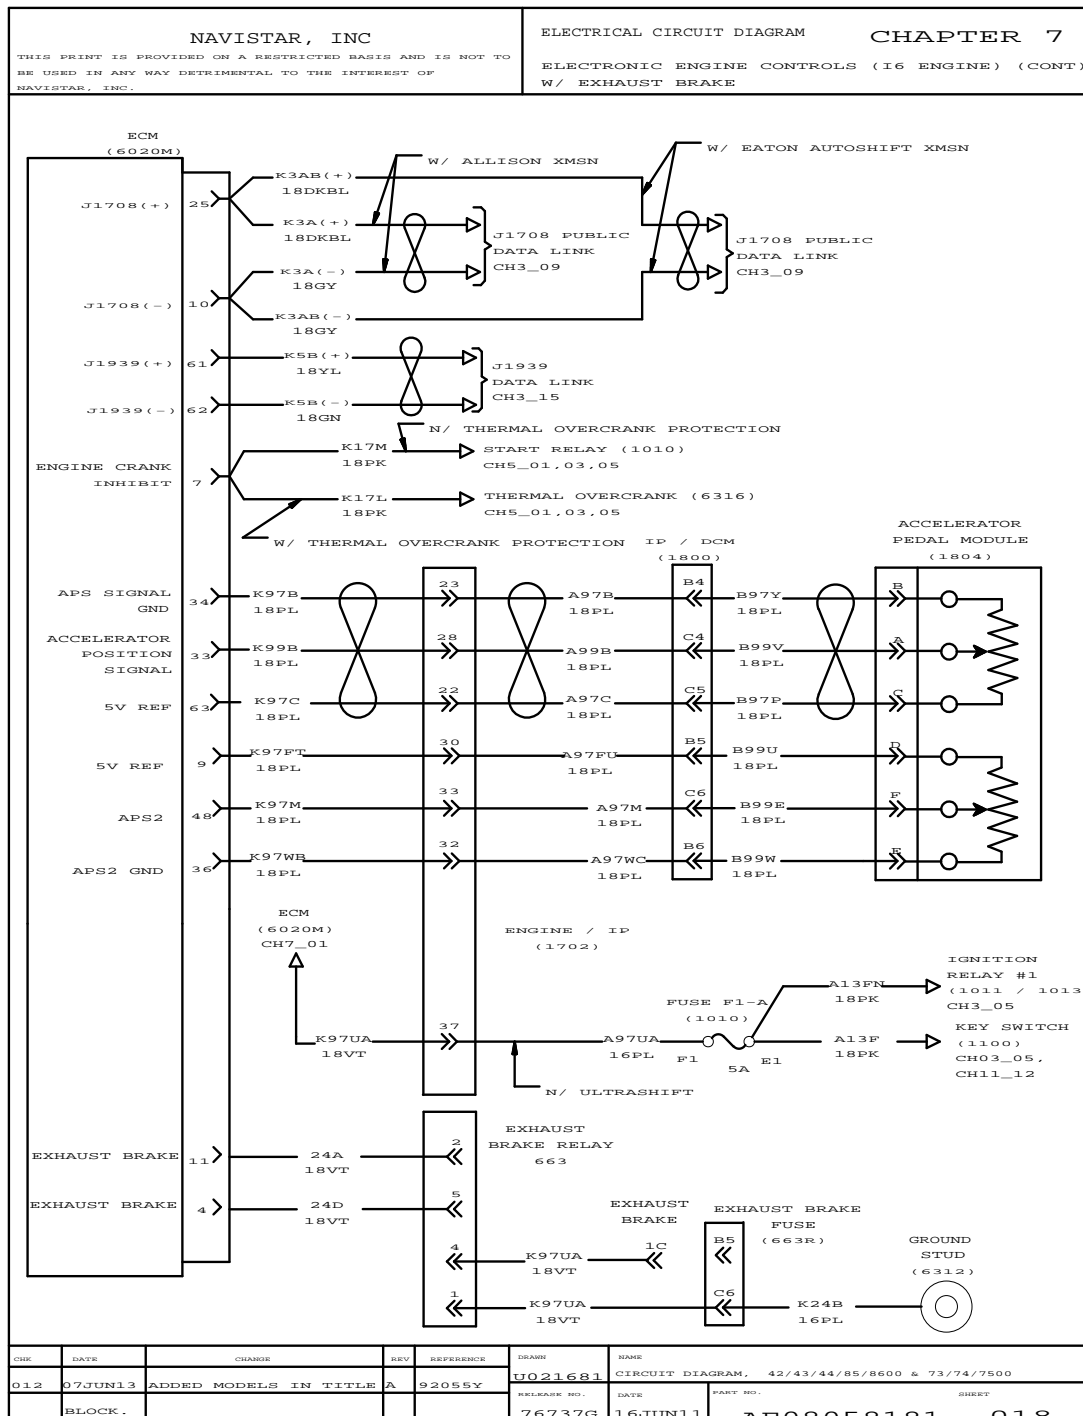 NAVISTAR, INC
THIS PRINT IS PROVIDED ON A RESTRICTED BASIS AND IS NOT TO
BE USED IN ANY WAY DETRIMENTAL TO THE INTEREST OF
NAVISTAR, INC.
ELECTRICAL CIRCUIT DIAGRAM
CHAPTER 7
ELECTRONIC ENGINE CONTROLS (I6 ENGINE) (CONT)
W/ EXHAUST BRAKE
ECM
(6020M)
W/ ALLISON XMSN
W/ EATON AUTOSHIFT XMSN
J1708(+)
25
K3AB(+)
18DKBL
K3A(+)
18DKBL
J1708 PUBLIC
DATA LINK
CH3_09
J1708 PUBLIC
DATA LINK
CH3_09
K3A(-)
18GY
J1708(-)
10
K3AB(-)
18GY
J1939(+)
61
K5B(+)
18YL
J1939
DATA LINK
CH3_15
J1939(-)
62
K5B(-)
18GN
N/ THERMAL OVERCRANK PROTECTION
ENGINE CRANK
INHIBIT
7
K17M
18PK
START RELAY (1010)
CH5_01,03,05
K17L
18PK
THERMAL OVERCRANK (6316)
CH5_01,03,05
W/ THERMAL OVERCRANK PROTECTION
IP / DCM
(1800)
ACCELERATOR
PEDAL MODULE
(1804)
APS SIGNAL
GND
34
K97B
18PL
23
A97B
18PL
B4
B97Y
18PL
B
ACCELERATOR
POSITION
SIGNAL
33
K99B
18PL
28
A99B
18PL
C4
B99V
18PL
A
5V REF
63
K97C
18PL
22
A97C
18PL
C5
B97P
18PL
C
5V REF
9
K97FT
18PL
30
A97FU
18PL
B5
B99U
18PL
D
APS2
48
K97M
18PL
33
A97M
18PL
C6
B99E
18PL
F
APS2 GND
36
K97WB
18PL
32
A97WC
18PL
B6
B99W
18PL
E
ECM
(6020M)
CH7_01
ENGINE / IP
(1702)
K97UA
18VT
37
A97UA
16PL
FUSE F1-A
(1010)
F1
5A
E1
A13FN
18PK
IGNITION
RELAY #1
(1011 / 1013
CH3_05
A13F
18PK
KEY SWITCH
(1100)
CH03_05,
CH11_12
N/ ULTRASHIFT
EXHAUST
BRAKE RELAY
663
EXHAUST BRAKE
11
24A
18VT
2
EXHAUST BRAKE
4
24D
18VT
5
4
K97UA
18VT
EXHAUST
BRAKE
1C
EXHAUST BRAKE
FUSE
(663R)
B5
GROUND
STUD
(6312)
1
K97UA
18VT
C6
K24B
16PL
CHK
DATE
CHANGE
REV
REFERENCE
DRAWN
NAME
012
07JUN13
ADDED MODELS IN TITLE
A
92055Y
U021681
CIRCUIT DIAGRAM, 42/43/44/85/8600 & 73/74/7500
BLOCK.
RELEASE NO.
DATE
PART NO.
SHEET
76737G
16JUN11